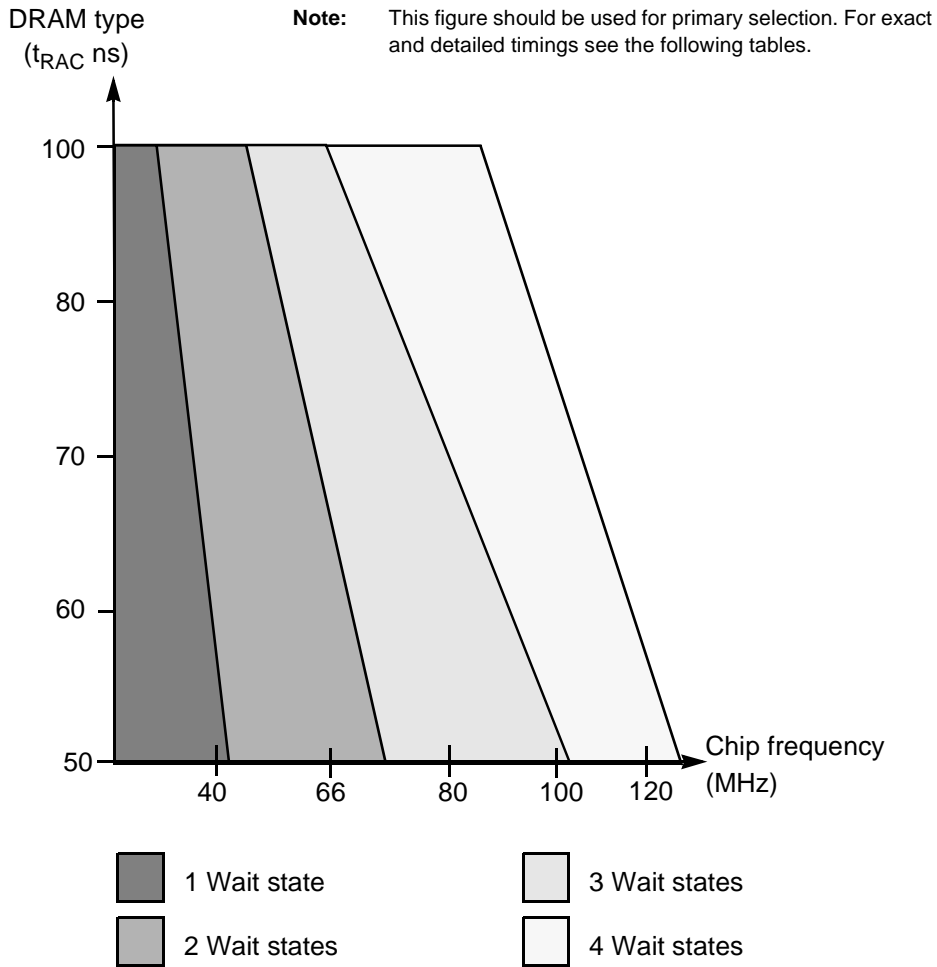 DRAM type
(tRAC ns)
Note: This figure should be used for primary selection. For exact
and detailed timings see the following tables.
100
80
70
60
50
40 66 80 100 120
Chip frequency
(MHz)
1 Wait state
3 Wait states
2 Wait states
4 Wait states